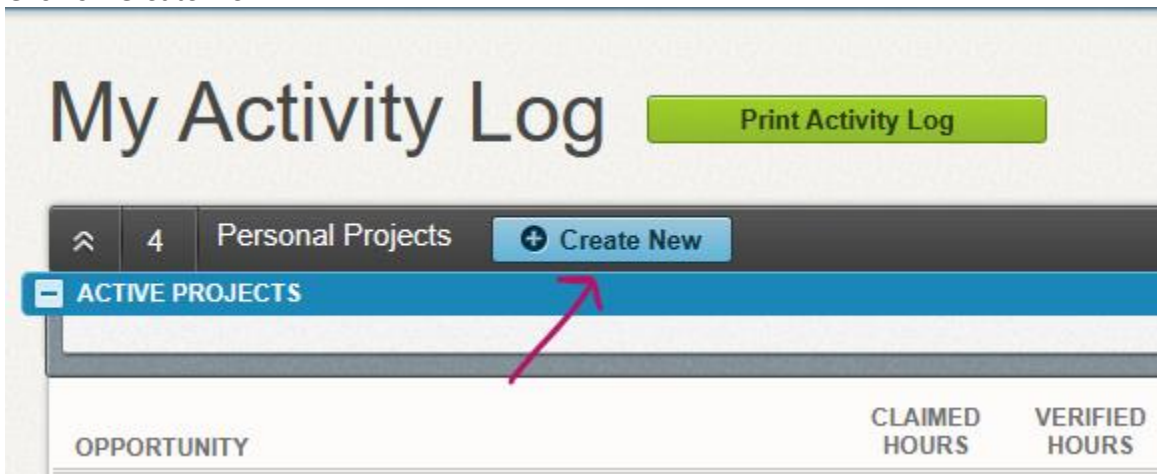 My Activity Log
Print Activity Log
4 Personal Projects Create New
ACTIVE PROJECTS
OPPORTUNITY
CLAIMED HOURS
VERIFIED HOURS